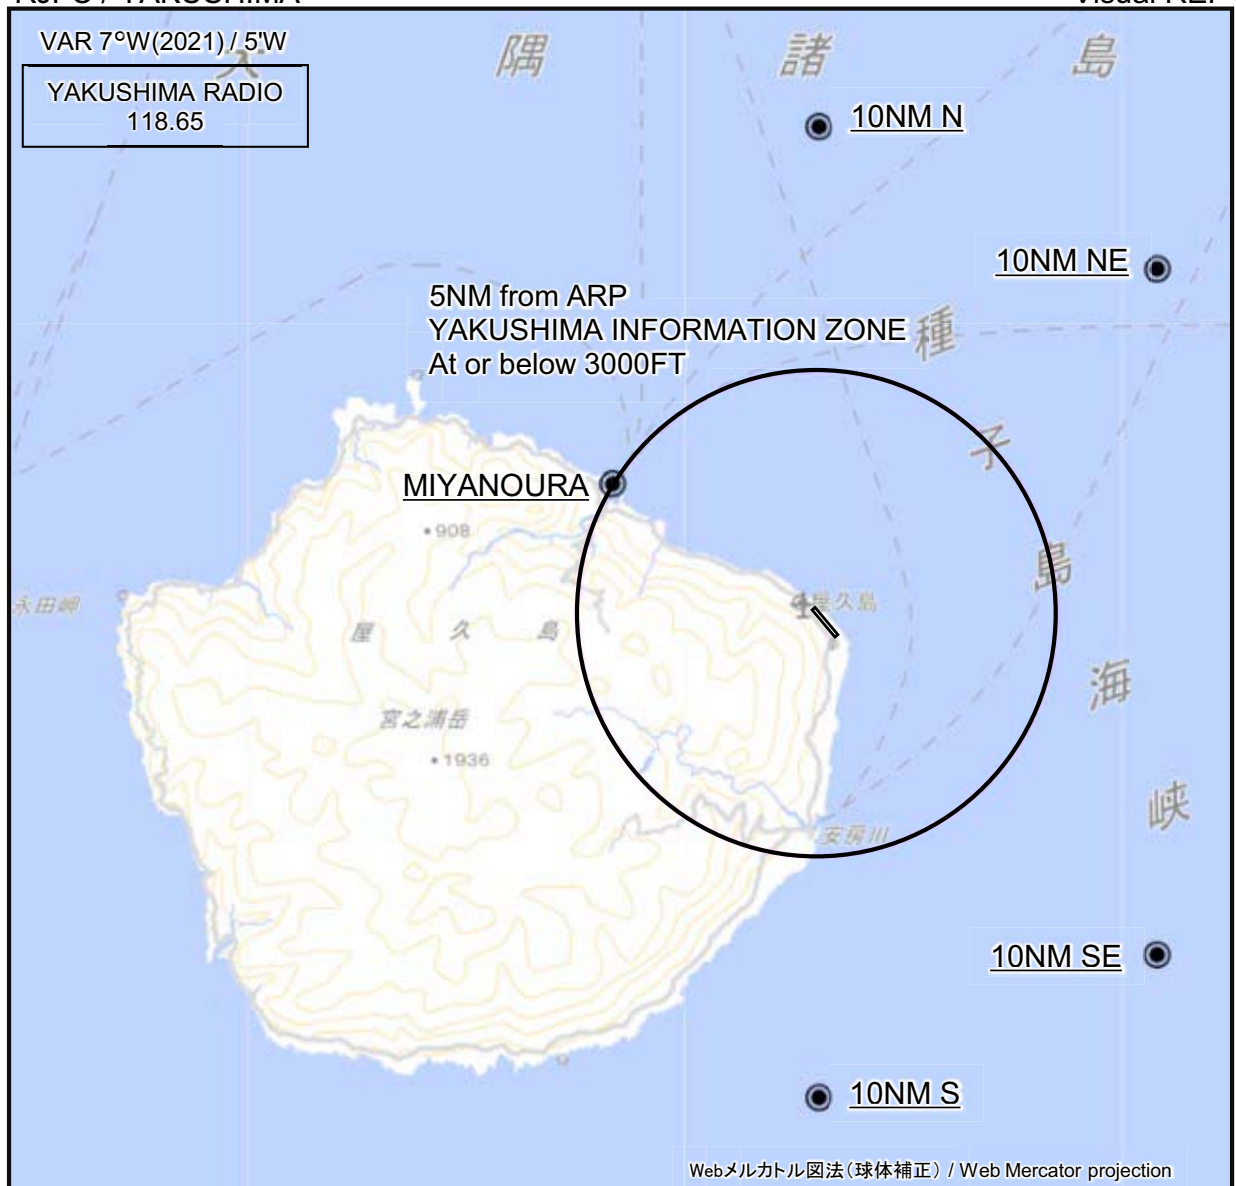 VAR 7°W(2021) / 5'W
YAKUSHIMA RADIO
118.65
大
隅
諸
島
10NM N
10NM NE
5NM from ARP
YAKUSHIMA INFORMATION ZONE
At or below 3000FT
種
子
島
海
峡
MIYANOURA
908
永田岬
屋久島
屋
久
島
宮之浦岳
1936
安房川
10NM SE
10NM S
Webメルカトル図法(球体補正) / Web Mercator projection